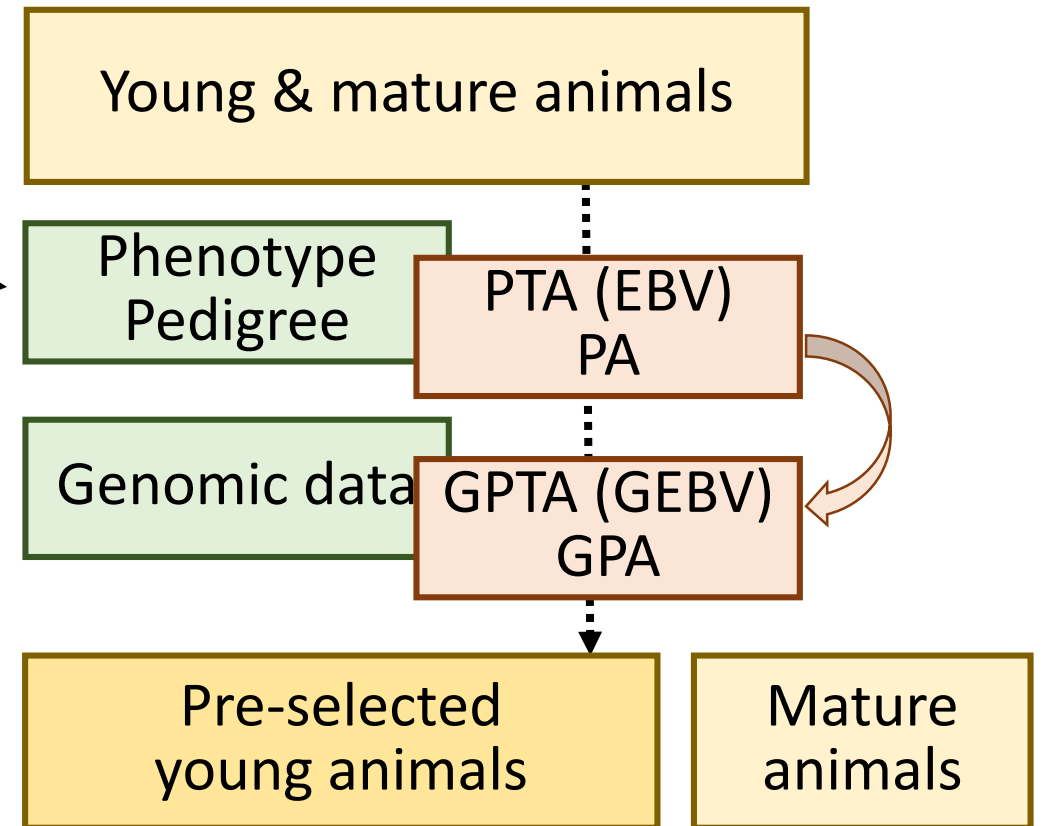 Young & mature animals
Phenotype
Pedigree
PTA (EBV)
PA
Genomic data
GPTA (GEBV)
GPA
Pre-selected
young animals
Mature
animals